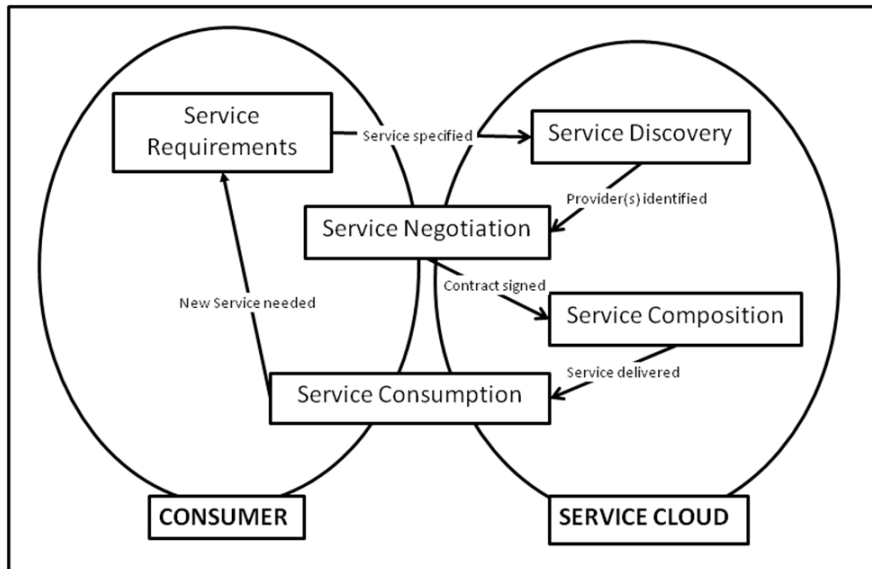 Service
Requirements
Service specified
Service Discovery
Provider(s) identified
Service Negotiation
Contract signed
New Service needed
Service Composition
Service delivered
Service Consumption
CONSUMER
SERVICE CLOUD